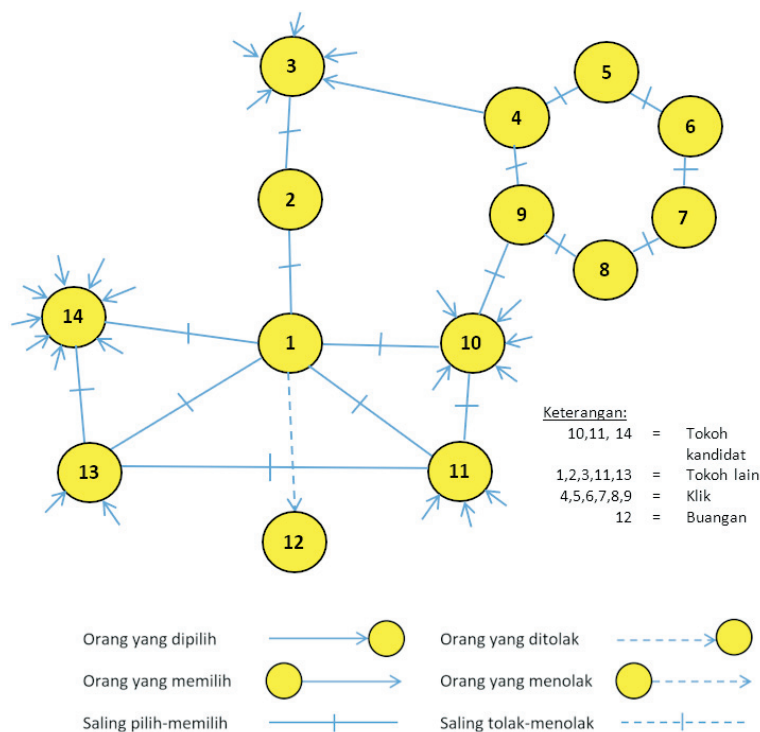 3
5
4
6
2
9
7
8
14
1
10
13
11
12
Keterangan:
10,11, 14 = Tokoh
kandidat
1,2,3,11,13 = Tokoh lain
4,5,6,7,8,9 = Klik
12 = Buangan
Orang yang dipilih
Orang yang ditolak
Orang yang memilih
Orang yang menolak
Saling pilih-memilih
Saling tolak-menolak